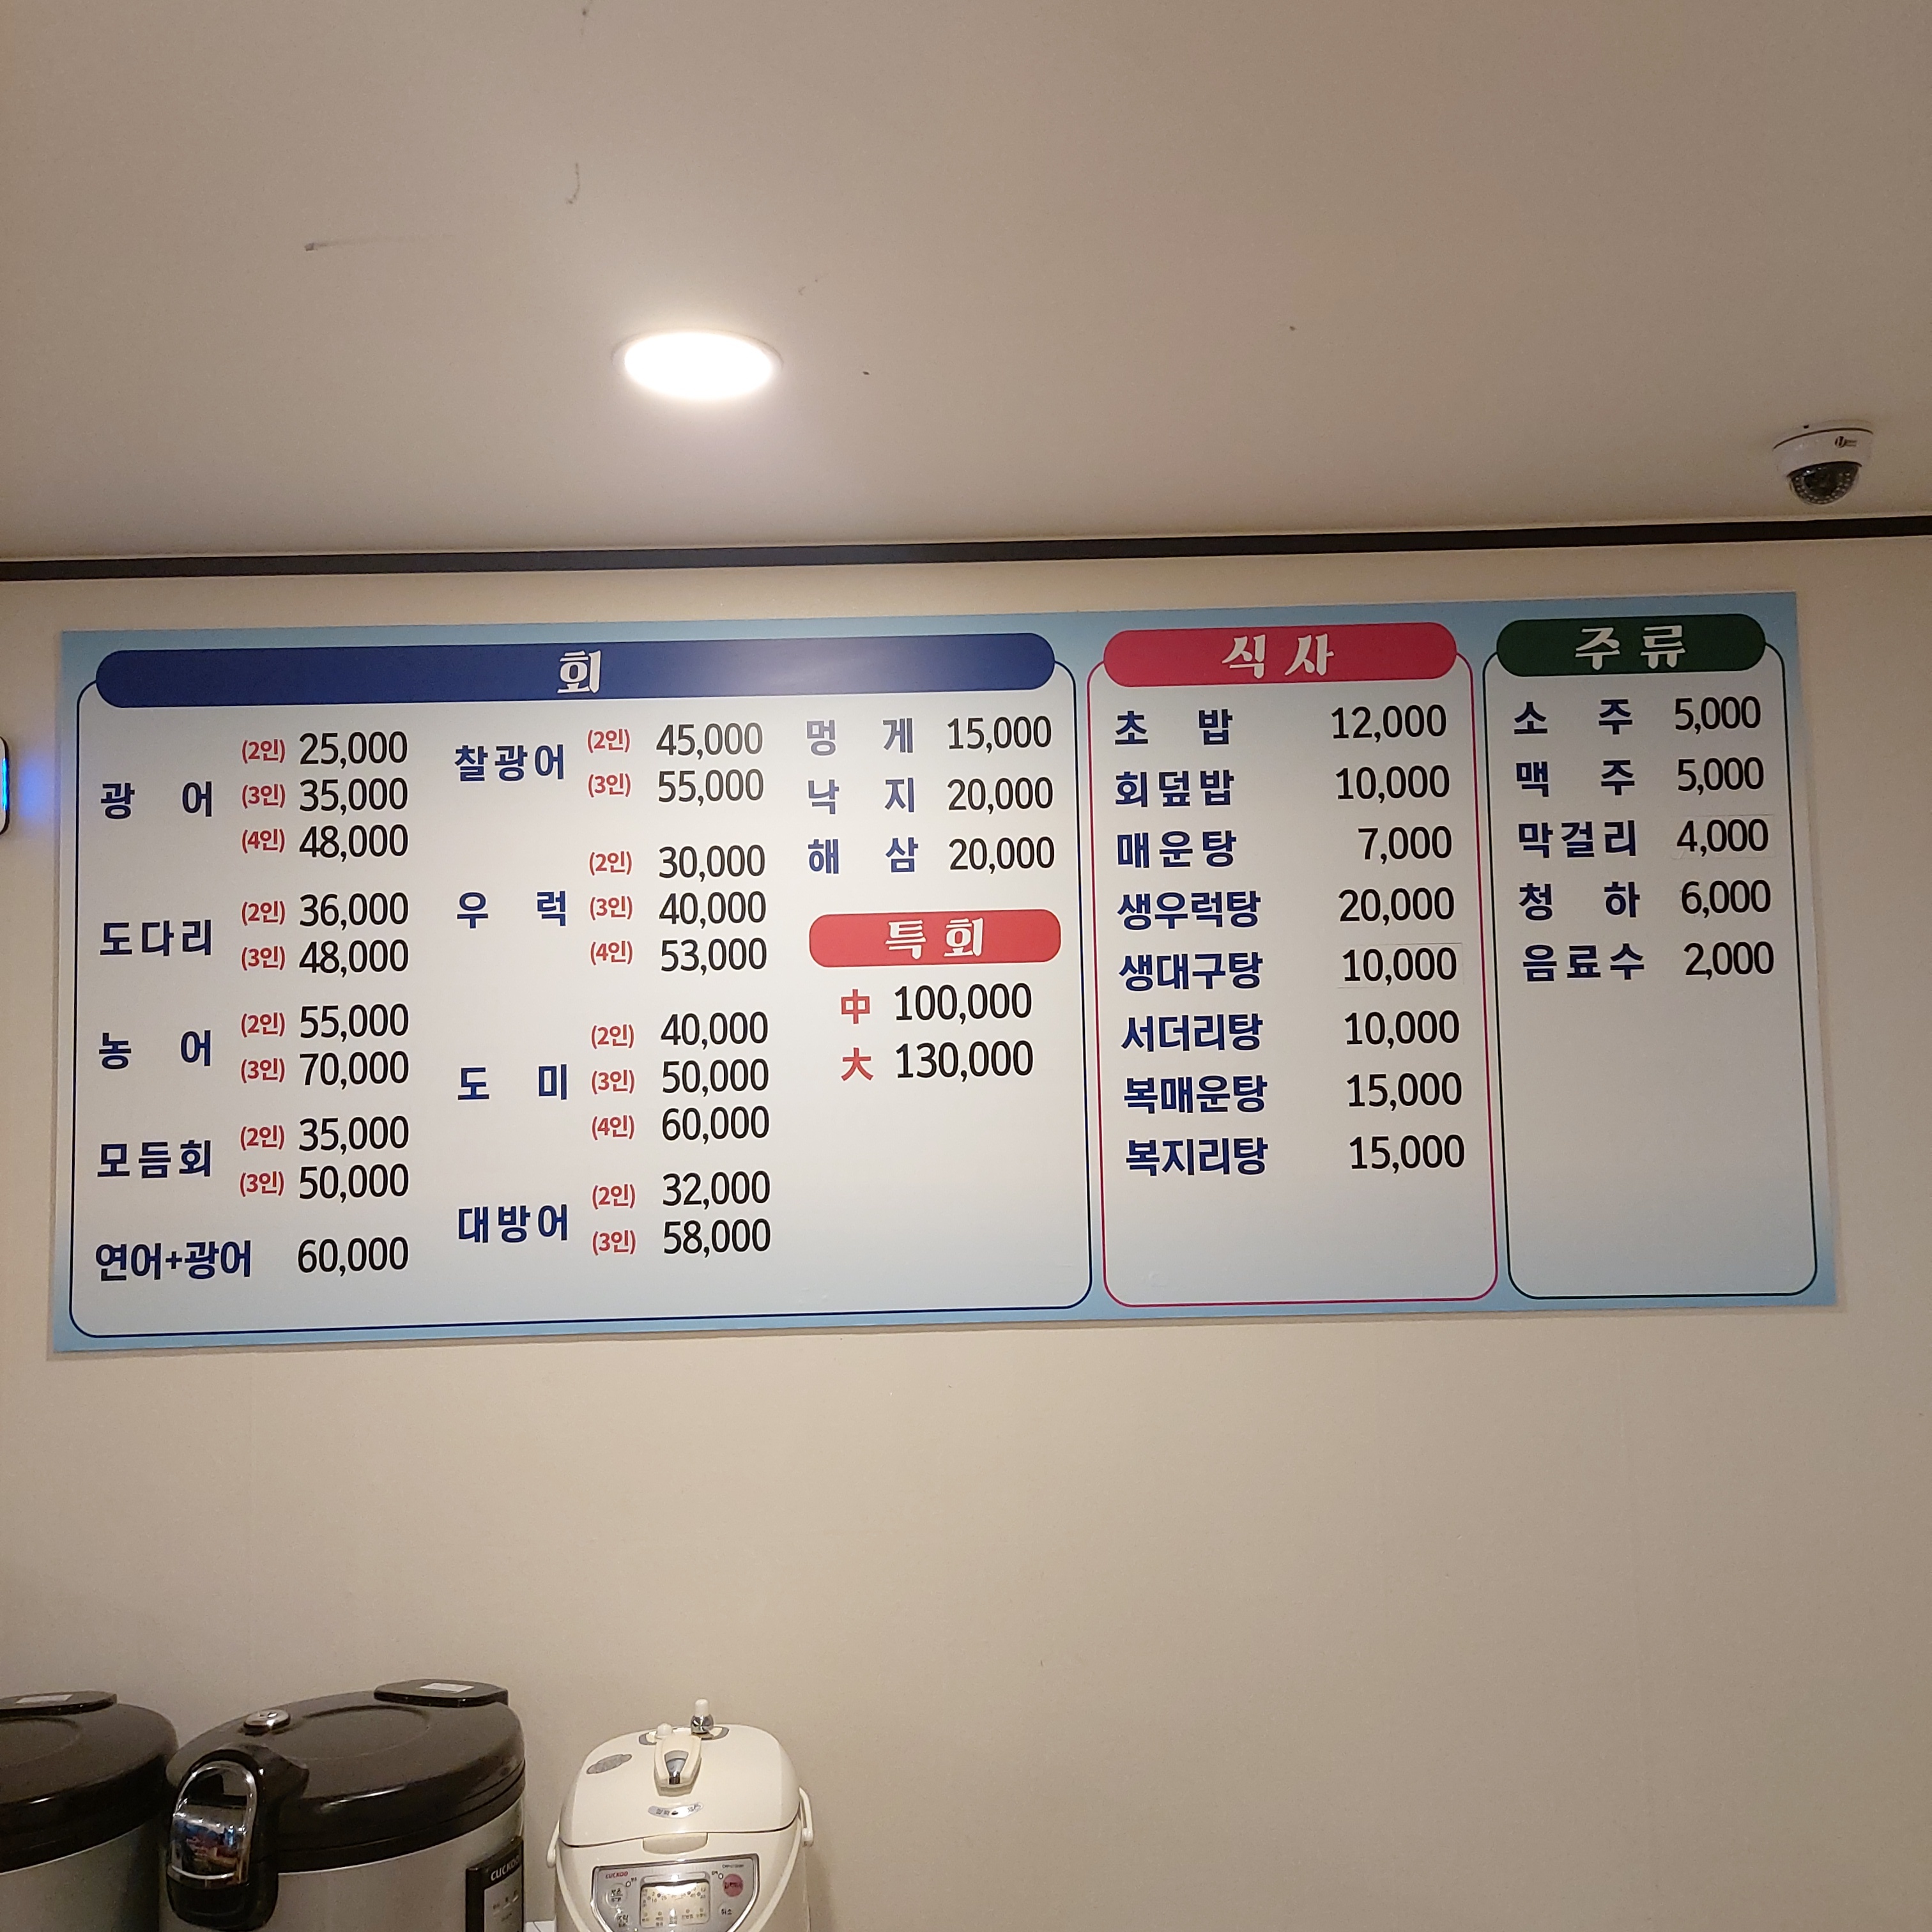 회
광 어 (2인) 25,000
(3인) 35,000
(4인) 48,000
도다리 (2인) 36,000
(3인) 48,000
농 어 (2인) 55,000
(3인) 70,000
모듬회 (2인) 35,000
(3인) 50,000
연어+광어 60,000
찰광어 (2인) 45,000
(3인) 55,000
우 럭 (2인) 30,000
(3인) 40,000
(4인) 53,000
도 미 (2인) 40,000
(3인) 50,000
(4인) 60,000
대방어 (2인) 32,000
(3인) 58,000
멍 게 15,000
낙 지 20,000
해 삼 20,000
특회
中 100,000
大 130,000
식사
초 밥 12,000
회덮밥 10,000
매운탕 7,000
생우럭탕 20,000
생대구탕 10,000
서더리탕 10,000
복매운탕 15,000
복지리탕 15,000
주류
소 주 5,000
맥 주 5,000
막걸리 4,000
청 하 6,000
음료수 2,000
CUCKOO
CUCKOO
취소